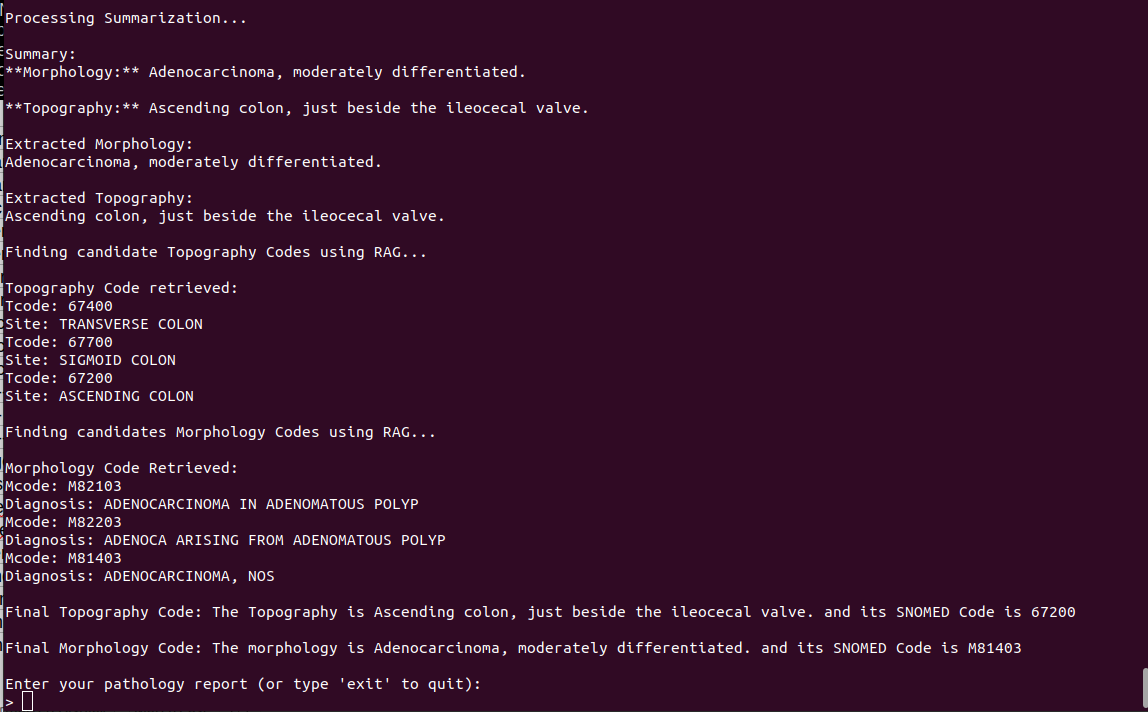 Processing Summarization...
Summary:
**Morphology:** Adenocarcinoma, moderately differentiated.
**Topography:** Ascending colon, just beside the ileocecal valve.
Extracted Morphology:
Adenocarcinoma, moderately differentiated.
Extracted Topography:
Ascending colon, just beside the ileocecal valve.
Finding candidate Topography Codes using RAG...
Topography Code retrieved:
Tcode: 67400
Site: TRANSVERSE COLON
Tcode: 67700
Site: SIGMOID COLON
Tcode: 67200
Site: ASCENDING COLON
Finding candidates Morphology Codes using RAG...
Morphology Code Retrieved:
Mcode: M82103
Diagnosis: ADENOCARCINOMA IN ADENOMATOUS POLYP
Mcode: M82203
Diagnosis: ADENOCA ARISING FROM ADENOMATOUS POLYP
Mcode: M81403
Diagnosis: ADENOCARCINOMA, NOS
Final Topography Code: The Topography is Ascending colon, just beside the ileocecal valve. and its SNOMED Code is 67200
Final Morphology Code: The morphology is Adenocarcinoma, moderately differentiated. and its SNOMED Code is M81403
Enter your pathology report (or type 'exit' to quit):
>